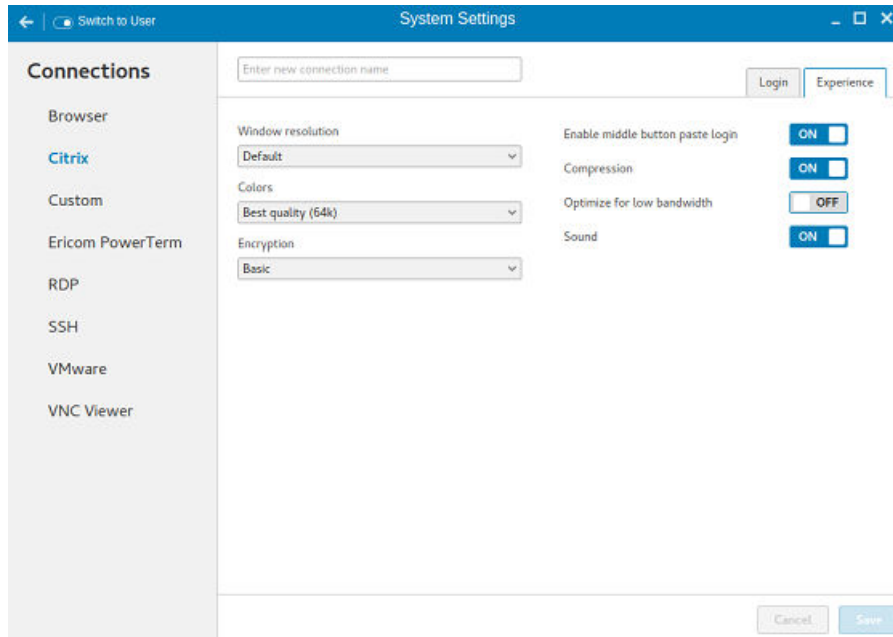 Switch to User
System Settings
Connections
Browser
Citrix
Custom
Ericom PowerTerm
RDP
SSH
VMware
VNC Viewer
Enter new connection name
Login
Experience
Window resolution
Default
Colors
Best quality (64k)
Encryption
Basic
Enable middle button paste login
ON
Compression
ON
Optimize for low bandwidth
OFF
Sound
ON
Cancel
Save